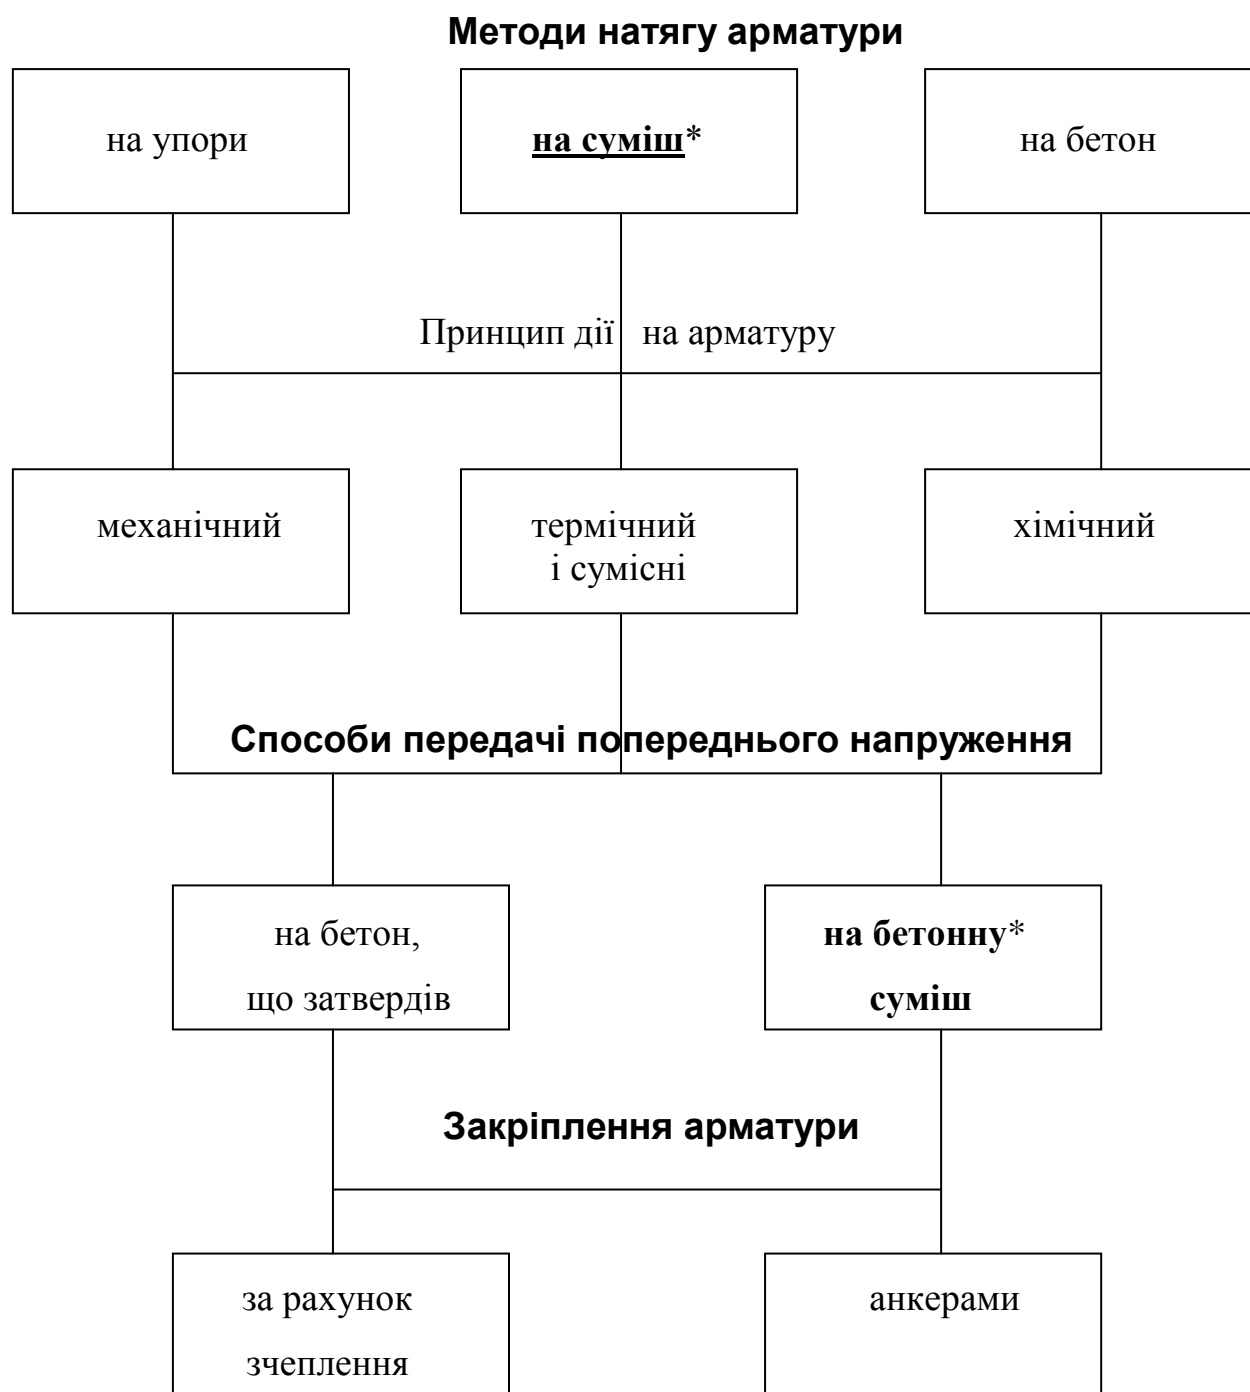 Методи натягу арматури
на упори
на суміш*
на бетон
Принцип дії на арматуру
механічний
термічний
і сумісні
хімічний
Способи передачі попереднього напруження
на бетон,
що затвердів
на бетонну*
суміш
Закріплення арматури
за рахунок
зчеплення
анкерами